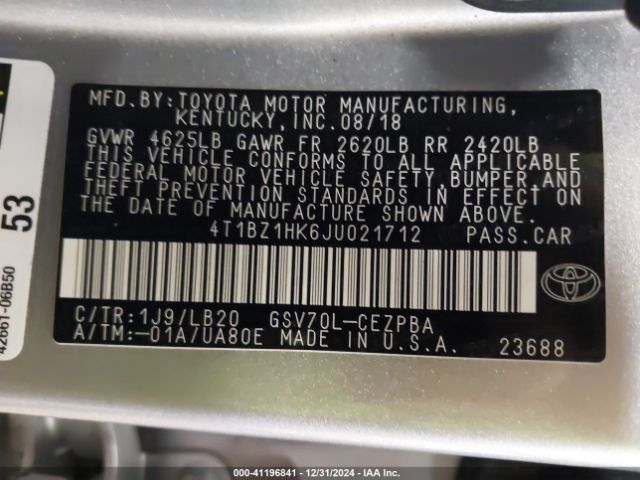 MFD.BY:TOYOTA MOTOR MANUFACTURING,
KENTUCKY, INC.08/18
GVWR 4625LB GAWR FR 2620LB RR 2420LB
THIS VEHICLE CONFORMS TO ALL APPLICABLE
FEDERAL MOTOR VEHICLE SAFETY,BUMPER,AND
THEFT PREVENTION STANDARDS IN EFFECT ON
THE DATE OF MANUFACTURE SHOWN ABOVE.
4T1BZ1HK6JU021712 PASS.CAR
C/TR:1J9/LB20 GSV70L-CEZPBA
A/TM:-01A/UA80E MADE IN U.S.A.
23688
53
42661-06B50
000-41196841 | 12/31/2024 - IAA Inc.